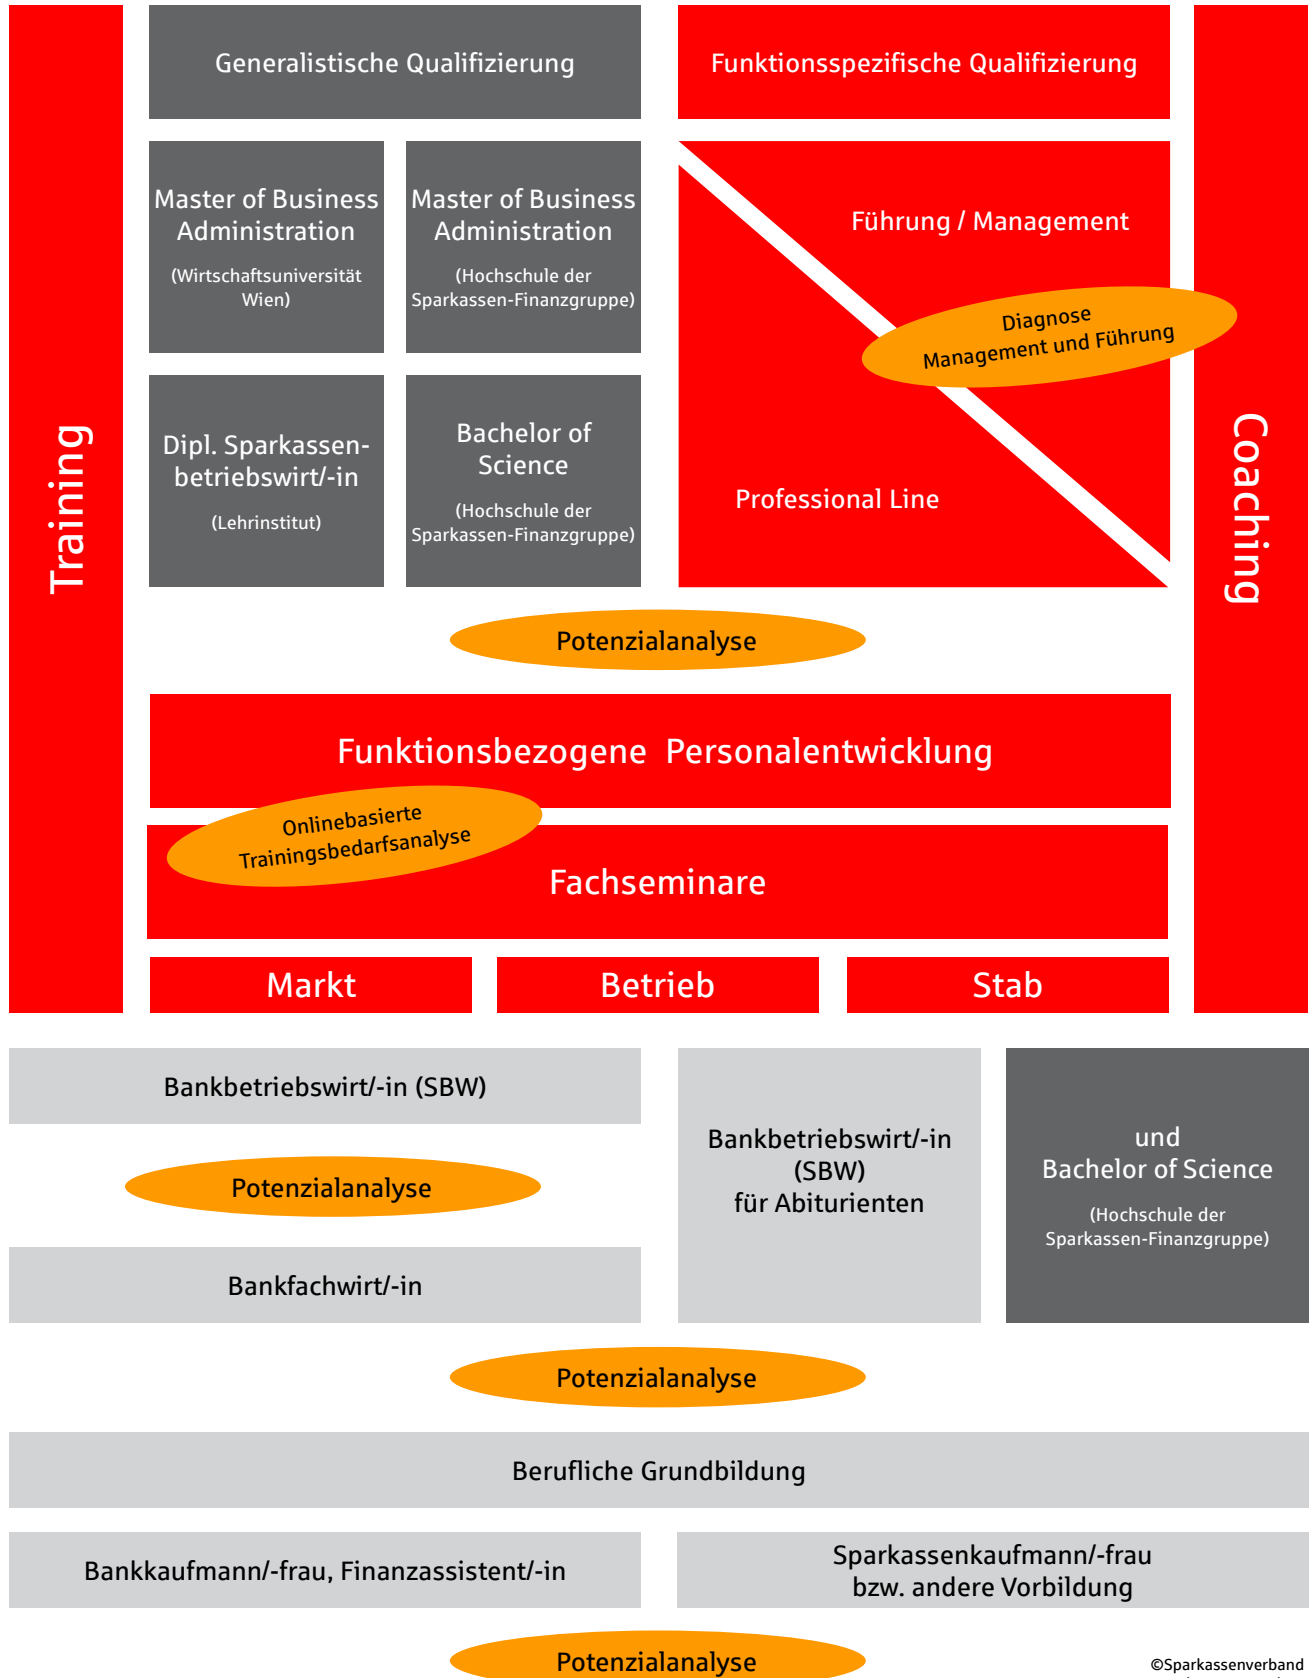 Generalistische Qualifizierung
Funktionsspezifische Qualifizierung
Training
Coaching
Master of Business
Administration
(Wirtschaftsuniversität
Wien)
Master of Business
Administration
(Hochschule der
Sparkassen-Finanzgruppe)
Führung / Management
Diagnose
Management und Führung
Dipl. Sparkassen-
betriebswirt/-in
(Lehrinstitut)
Bachelor of
Science
(Hochschule der
Sparkassen-Finanzgruppe)
Professional Line
Potenzialanalyse
Funktionsbezogene Personalentwicklung
Onlinebasierte
Trainingsbedarfsanalyse
Fachseminare
Markt
Betrieb
Stab
Bankbetriebswirt/-in (SBW)
Potenzialanalyse
Bankfachwirt/-in
Bankbetriebswirt/-in
(SBW)
für Abiturienten
und
Bachelor of Science
(Hochschule der
Sparkassen-Finanzgruppe)
Potenzialanalyse
Berufliche Grundbildung
Bankkaufmann/-frau, Finanzassistent/-in
Sparkassenkaufmann/-frau
bzw. andere Vorbildung
Potenzialanalyse
©Sparkassenverband